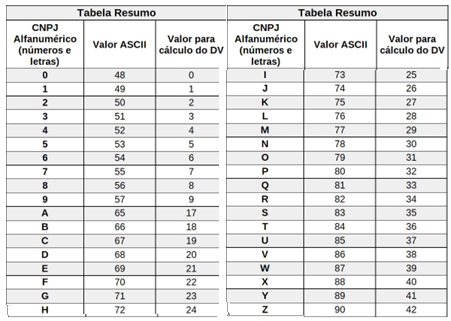 Tabela Resumo
CNPJ
Alfanumérico
(números e
letras)
Valor ASCII
Valor para
cálculo do DV
0 48 0
1 49 1
2 50 2
3 51 3
4 52 4
5 53 5
6 54 6
7 55 7
8 56 8
9 57 9
A 65 17
B 66 18
C 67 19
D 68 20
E 69 21
F 70 22
G 71 23
H 72 24
Tabela Resumo
CNPJ
Alfanumérico
(números e
letras)
Valor ASCII
Valor para
cálculo do DV
I 73 25
J 74 26
K 75 27
L 76 28
M 77 29
N 78 30
O 79 31
P 80 32
Q 81 33
R 82 34
S 83 35
T 84 36
U 85 37
V 86 38
W 87 39
X 88 40
Y 89 41
Z 90 42